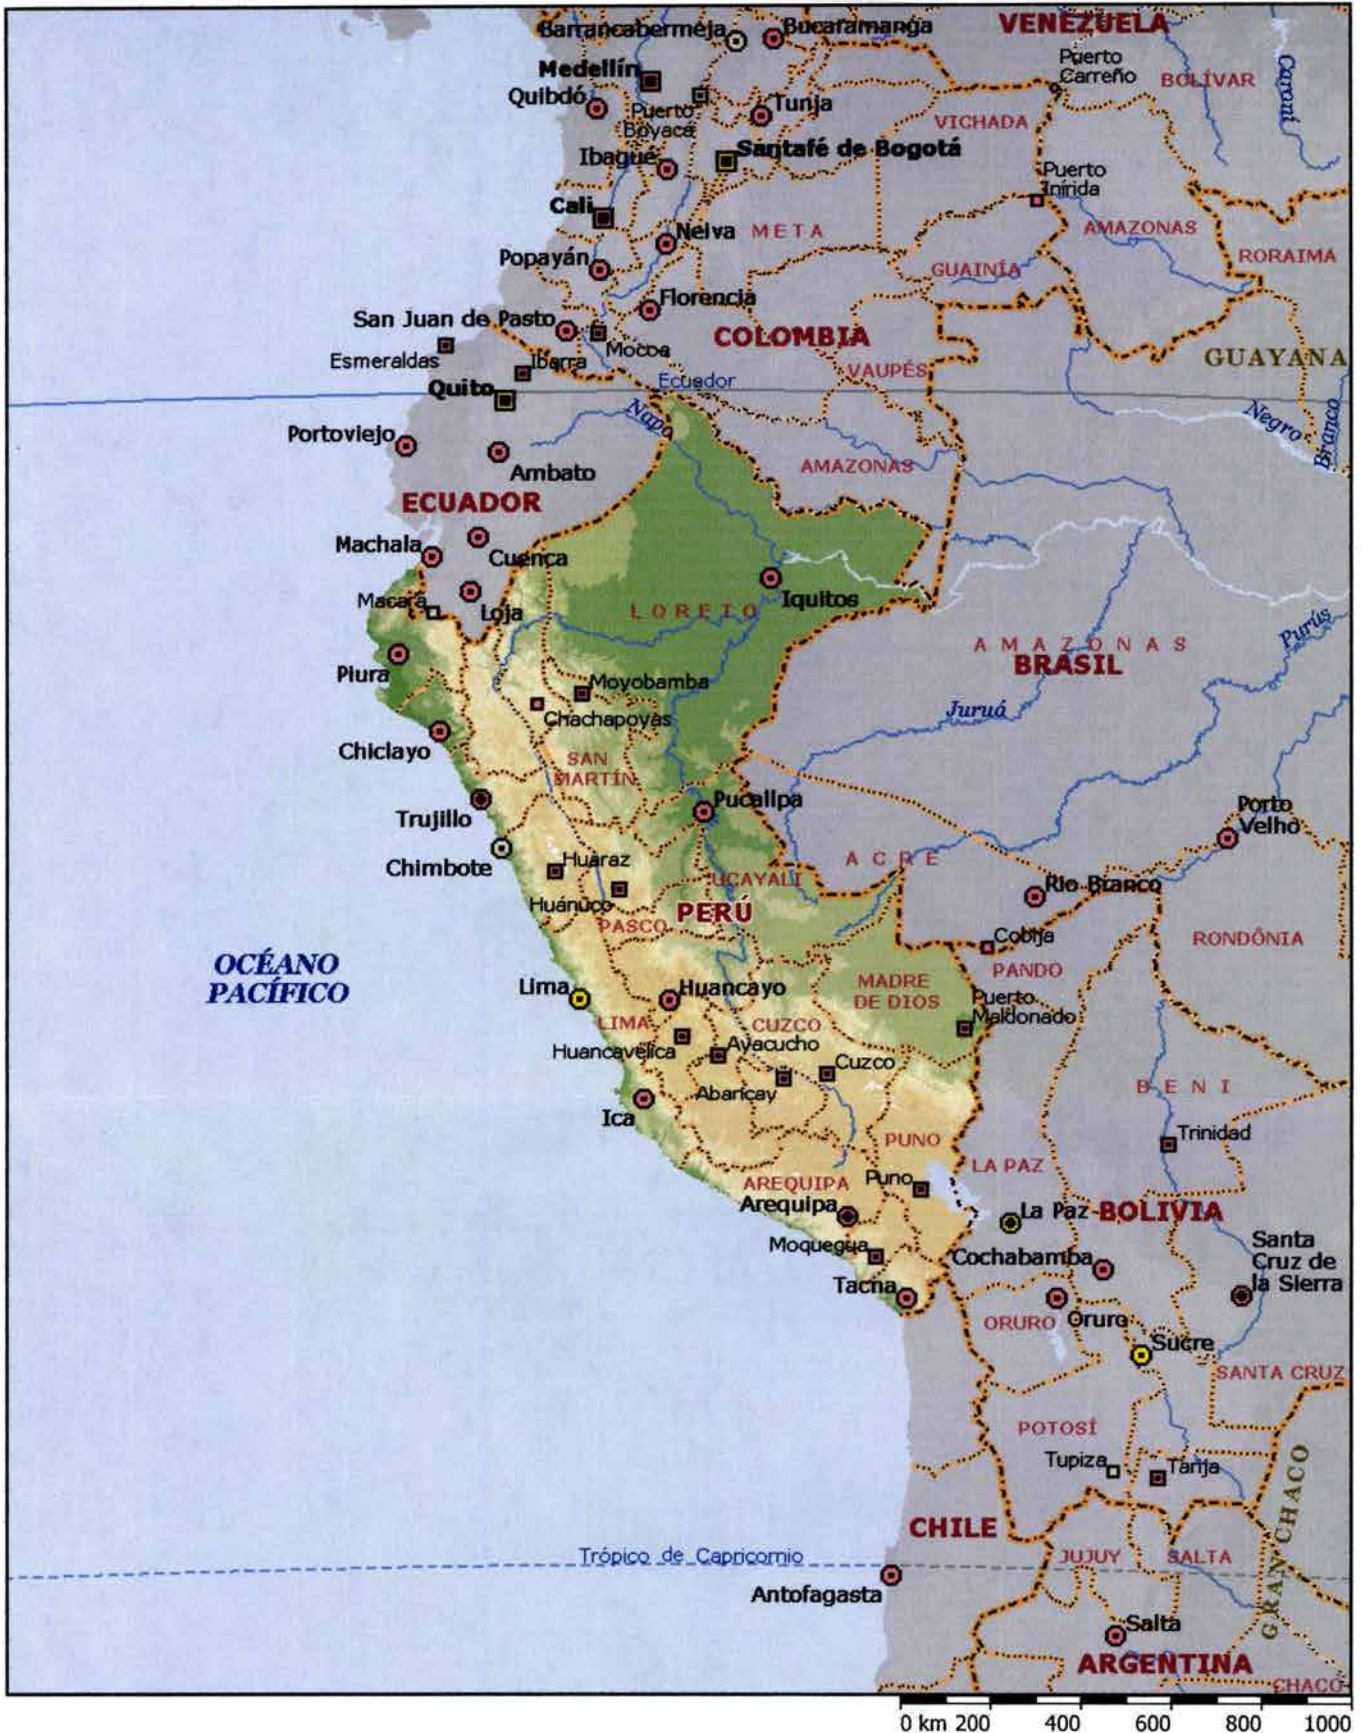 Barrancabermeja
Bucaramanga
VENEZUELA
Puerto
Carreño
BOLÍVAR
Caroní
Medellín
Quibdó
Puerto
Boyacá
Tunja
VICHADA
Ibagué
Santafé de Bogotá
Puerto
Inírida
Cali
Neiva
META
AMAZONAS
Popayán
GUAINÍA
RORAIMA
Florencia
San Juan de Pasto
Mocoa
COLOMBIA
Esmeraldas
Ibarra
GUAYANA
VAUPÉS
Quito
Ecuador
Napo
Negro
Branco
Portoviejo
Ambato
AMAZONAS
ECUADOR
Machala
Cuenca
Iquitos
Macará
Loja
LORETO
Purús
AMAZONAS
BRASIL
Piura
Moyobamba
Chachapoyas
Juruá
Chiclayo
SAN
MARTÍN
Pucallpa
Porto
Velho
Trujillo
Chimbote
Huaraz
ACRE
UCAYALI
Rio Branco
Huánuco
PERÚ
PASCO
Cobija
RONDÔNIA
OCÉANO
PACÍFICO
PANDO
Lima
Huancayo
MADRE
DE DIOS
Puerto
Maldonado
LIMA
CUZCO
Huancavelica
Ayacucho
Cuzco
Abaricay
BENI
Ica
PUNO
Trinidad
LA PAZ
AREQUIPA
Puno
Arequipa
La Paz
BOLIVIA
Moquegua
Cochabamba
Santa
Cruz de
la Sierra
Tacna
ORURO
Oruro
Sucre
SANTA CRUZ
POTOSÍ
Tupiza
Tarija
GRAN CHACO
CHILE
Trópico de Capricornio
JUJUY
SALTA
Antofagasta
Salta
ARGENTINA
CHACO
0 km 200 400 600 800 1000